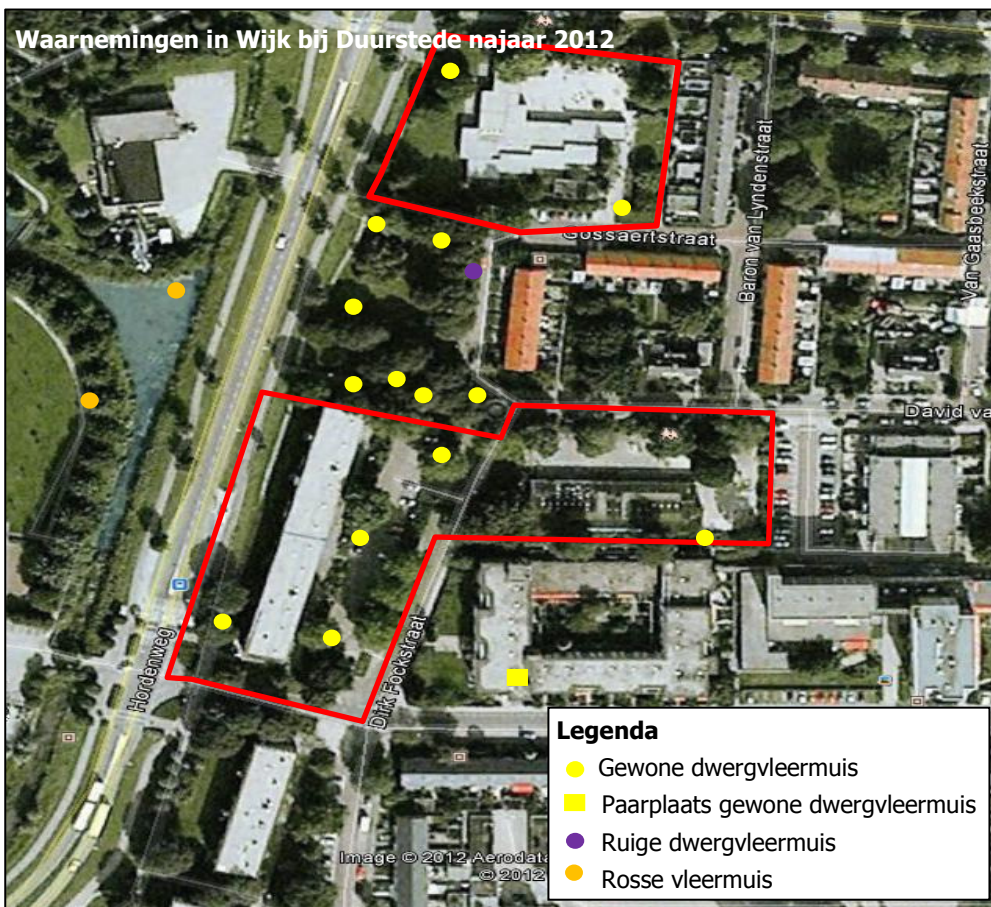 Waarnemingen in Wijk bij Duurstede najaar 2012
Gossaertstraat
Baron van Lyndenstraat
Van Gaasbeekstraat
David va
Hordenweg
Dirk Fockstraat
Legenda
Gewone dwergvleermuis
Paarplaats gewone dwergvleermuis
Ruige dwergvleermuis
Rosse vleermuis
Image © 2012 Aerodata
© 2012